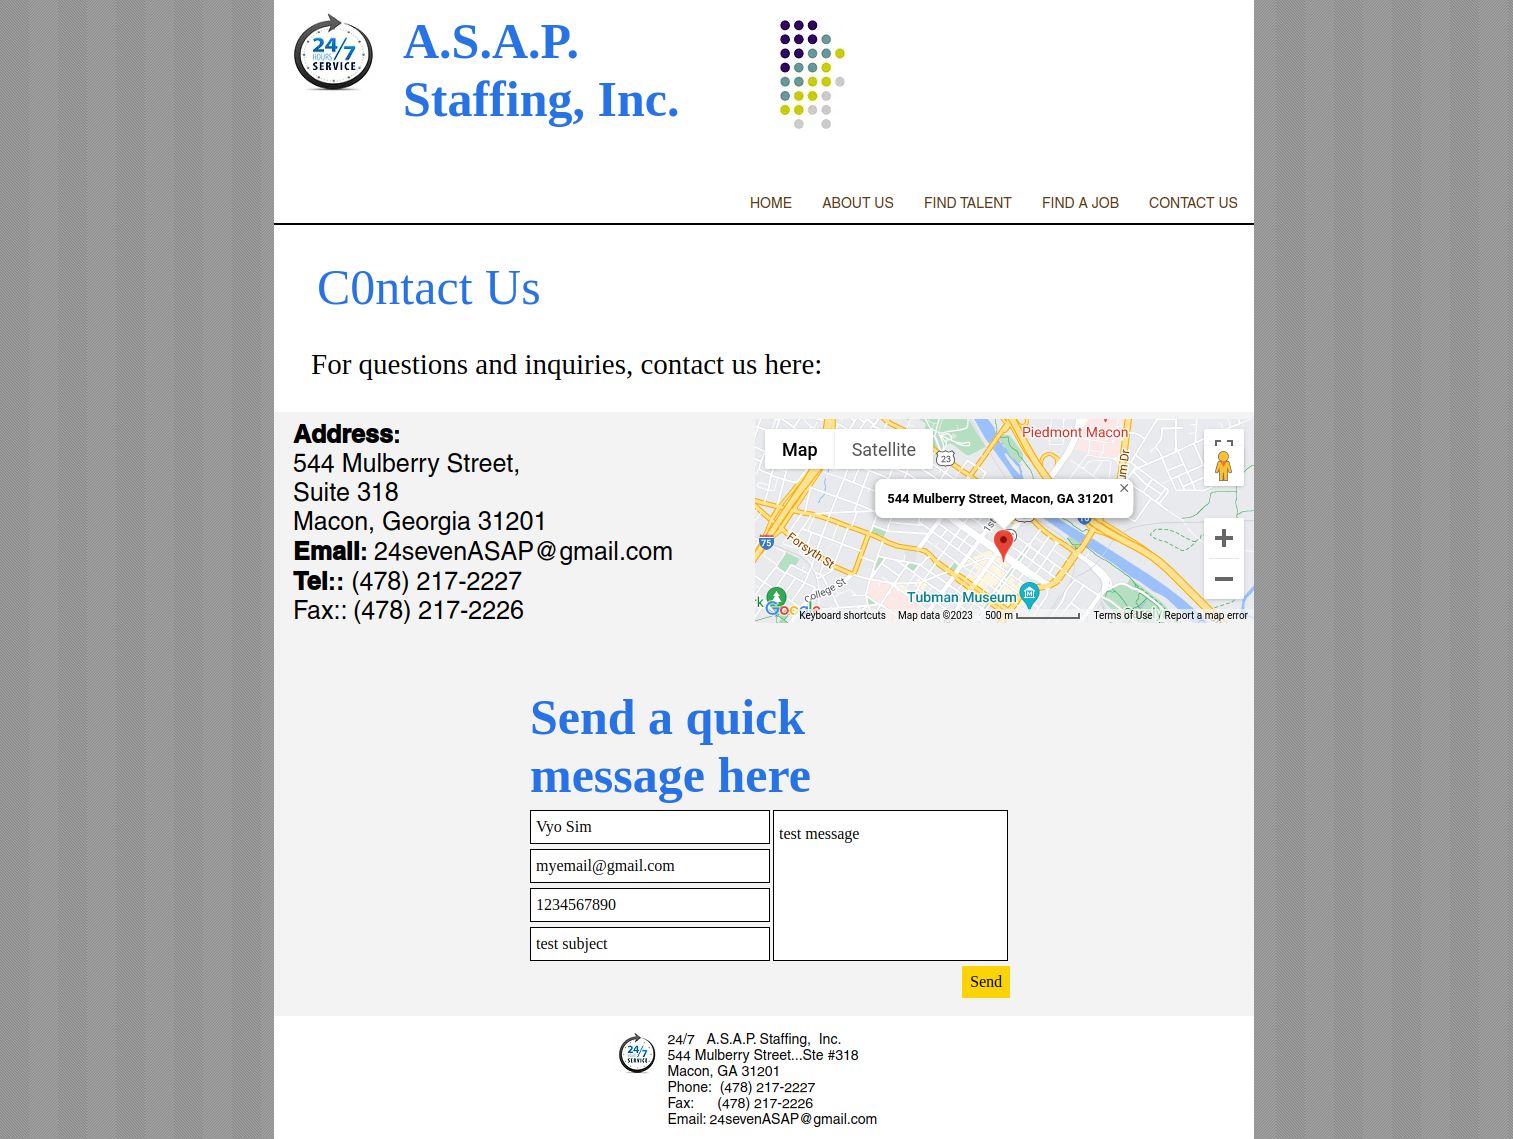 24/7
HOURS
SERVICE
A.S.A.P.
Staffing, Inc.
HOME ABOUT US FIND TALENT FIND A JOB CONTACT US
C0ntact Us
For questions and inquiries, contact us here:
Address:
544 Mulberry Street,
Suite 318
Macon, Georgia 31201
Email: 24sevenASAP@gmail.com
Tel:: (478) 217-2227
Fax:: (478) 217-2226
Piedmont Macon
Map Satellite
23
544 Mulberry Street, Macon, GA 31201
1st
75
Forsyth St
College St
Tubman Museum
Google
Keyboard shortcuts Map data ©2023 500 m Terms of Use Report a map error
Send a quick
message here
Vyo Sim
myemail@gmail.com
1234567890
test subject
test message
Send
24/7
SERVICE
24/7 A.S.A.P. Staffing, Inc.
544 Mulberry Street...Ste #318
Macon, GA 31201
Phone: (478) 217-2227
Fax: (478) 217-2226
Email: 24sevenASAP@gmail.com